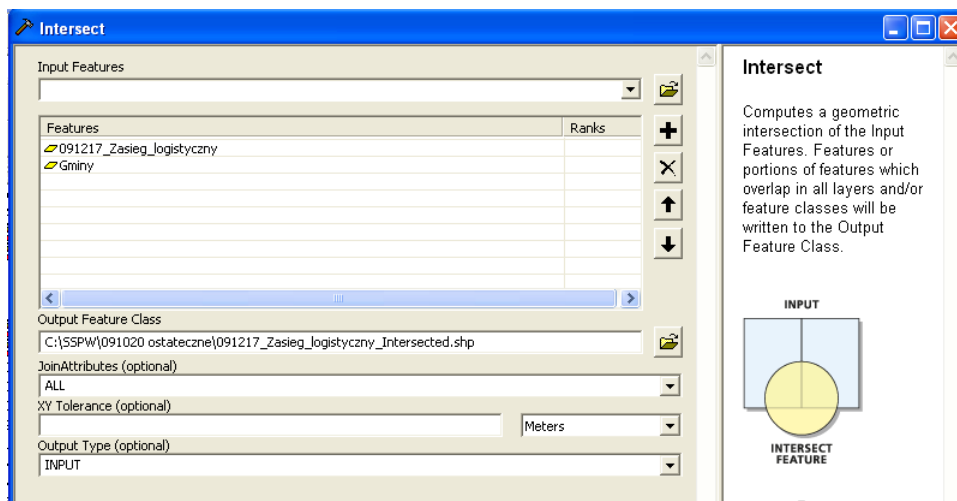 Intersect
Input Features
Features Ranks
091217_Zasieg_logistyczny
Gminy
Output Feature Class
C:\SSPW\091020 ostateczne\091217_Zasieg_logistyczny_Intersected.shp
JoinAttributes (optional)
ALL
XY Tolerance (optional)
Meters
Output Type (optional)
INPUT
Intersect
Computes a geometric
intersection of the Input
Features. Features or
portions of features which
overlap in all layers and/or
feature classes will be
written to the Output
Feature Class.
INPUT
INTERSECT
FEATURE